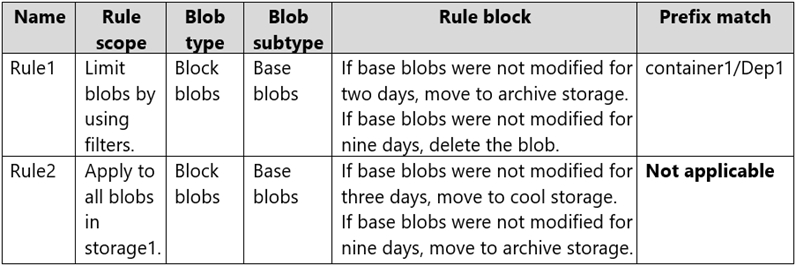 Name Rule scope Blob type Blob subtype Rule block Prefix match
Rule1 Limit blobs by using filters. Block blobs Base blobs If base blobs were not modified for two days, move to archive storage. If base blobs were not modified for nine days, delete the blob. container1/Dep1
Rule2 Apply to all blobs in storage1. Block blobs Base blobs If base blobs were not modified for three days, move to cool storage. If base blobs were not modified for nine days, move to archive storage. Not applicable